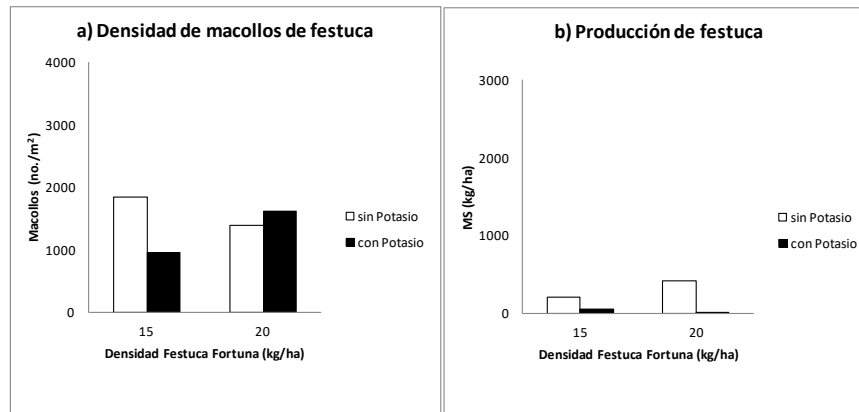 a) Densidad de macollos de festuca
4000
3000
2000
1000
0
Macollos (no./m²)
15
20
Densidad Festuca Fortuna (kg/ha)
sin Potasio
con Potasio
b) Producción de festuca
3000
2000
1000
0
MS (kg/ha)
15
20
Densidad Festuca Fortuna (kg/ha)
sin Potasio
con Potasio